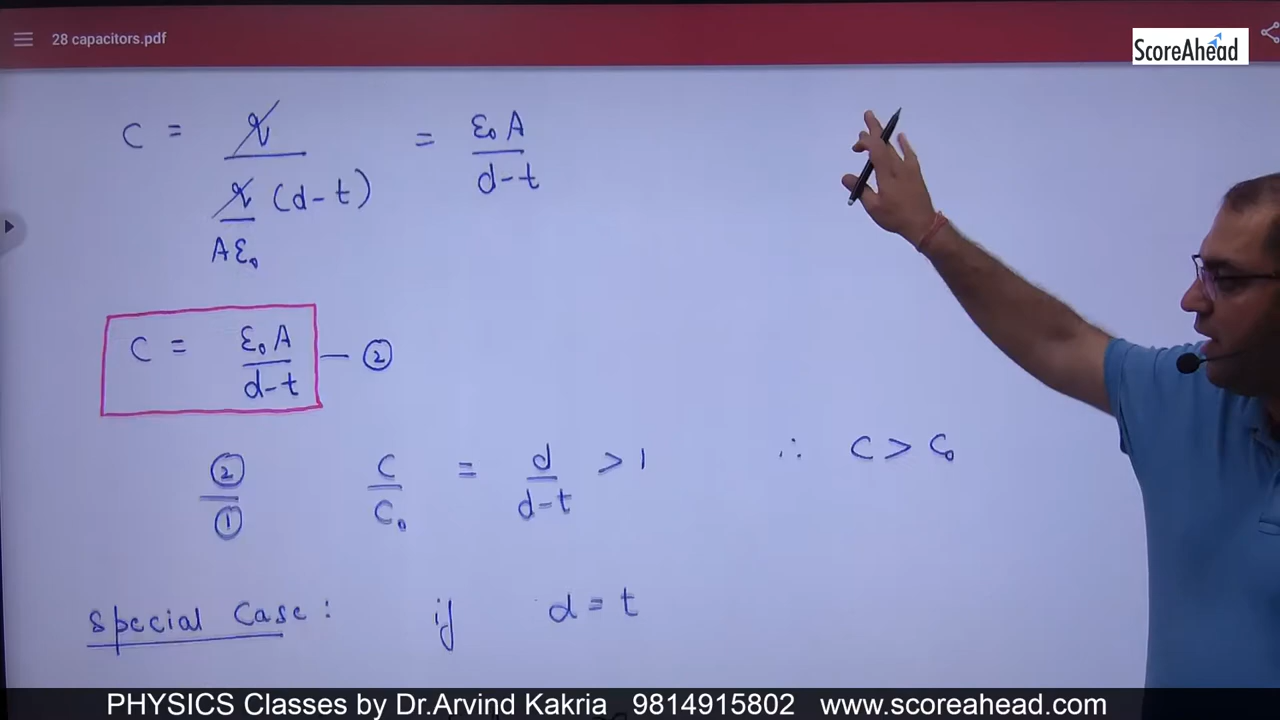 28 capacitors.pdf
ScoreAhead
C = q / (q/Aε₀ (d-t)) = ε₀A / (d-t)
C = ε₀A / (d-t) — ②
②/① C/C₀ = d/(d-t) > 1 ∴ C > C₀
Special Case: if d = t
PHYSICS Classes by Dr.Arvind Kakria 9814915802 www.scoreahead.com